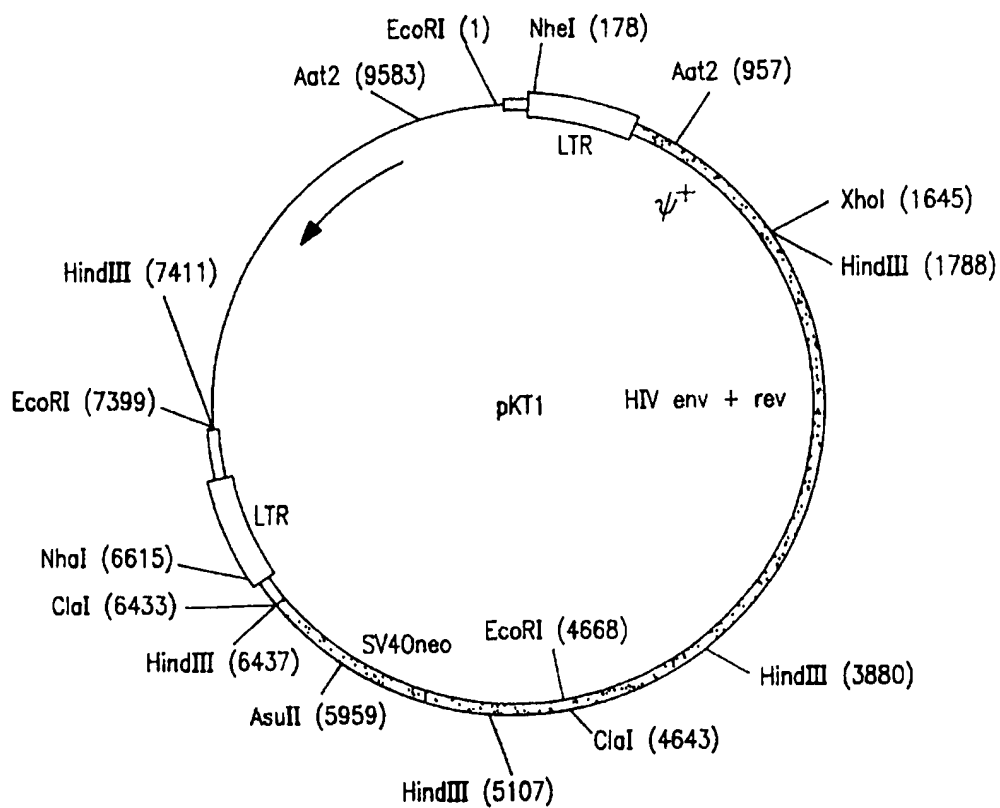 EcoRI (1)
NheI (178)
Aat2 (9583)
Aat2 (957)
LTR
ψ+
XhoI (1645)
HindIII (1788)
HindIII (7411)
EcoRI (7399)
pKT1
HIV env + rev
LTR
NhaI (6615)
ClaI (6433)
HindIII (6437)
SV40neo
EcoRI (4668)
AsuII (5959)
HindIII (3880)
ClaI (4643)
HindIII (5107)